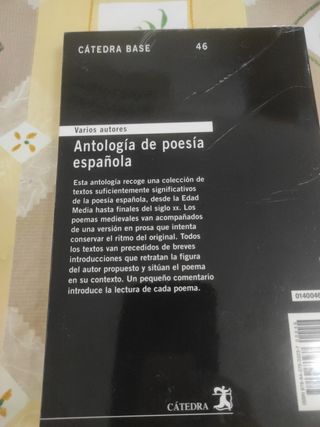 CÁTEDRA BASE 46
Varios autores
Antología de poesía
española
Esta antología recoge una colección de
textos suficientemente significativos
de la poesía española, desde la Edad
Media hasta finales del siglo XX. Los
poemas medievales van acompañados
de una versión en prosa que intenta
conservar el ritmo del original. Todos
los textos van precedidos de breves
introducciones que retratan la figura
del autor propuesto y sitúan el poema
en su contexto. Un pequeño comentario
introduce la lectura de cada poema.
0140046
CÁTEDRA